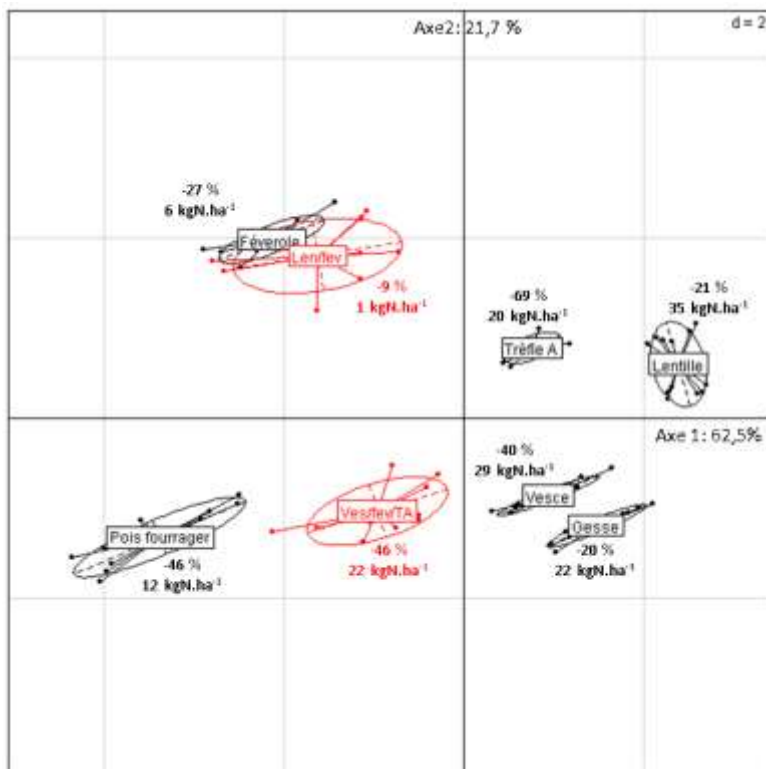 Axe2: 21,7 %
d = 2
-27 %
6 kgN.ha-1
Féverole
Len/fev
-9 %
1 kgN.ha-1
-69 %
20 kgN.ha-1
Trèfle A
-21 %
35 kgN.ha-1
Lentille
Axe 1: 62,5%
-40 %
29 kgN.ha-1
Vesce
Gesse
-20 %
22 kgN.ha-1
Ves/fev/TA
-46 %
22 kgN.ha-1
Pois fourrager
-46 %
12 kgN.ha-1